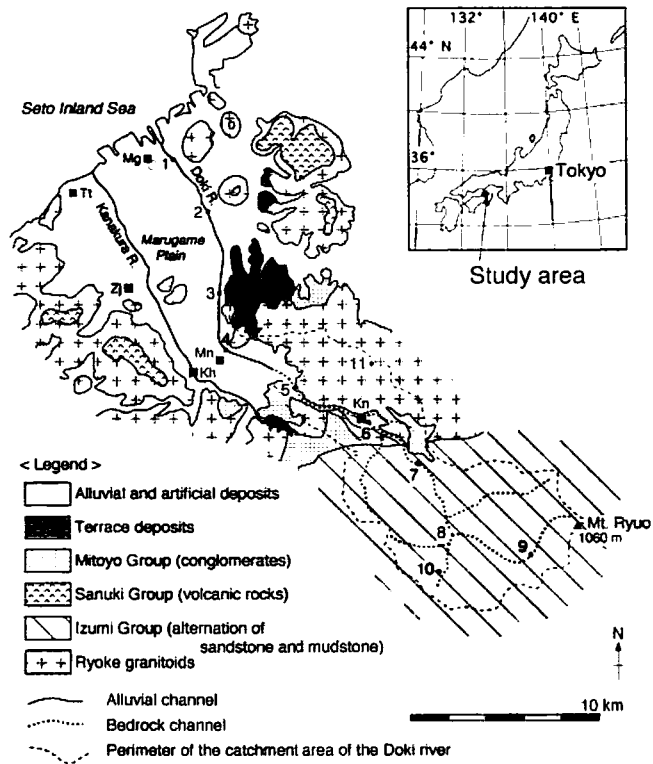 132° 140° E
44° N
36°
Tokyo
Study area
Seto Inland Sea
Mg
1
Doki R.
Tt
2
Kanakura R.
Marugame
Plain
Zj
3
4
Mn
11
Kh
5
Kn
6
7
8
9
10
Mt. Ryuo
1060 m
< Legend >
Alluvial and artificial deposits
Terrace deposits
Mitoyo Group (conglomerates)
Sanuki Group (volcanic rocks)
Izumi Group (alternation of
sandstone and mudstone)
Ryoke granitoids
Alluvial channel
Bedrock channel
Perimeter of the catchment area of the Doki river
N
10 km